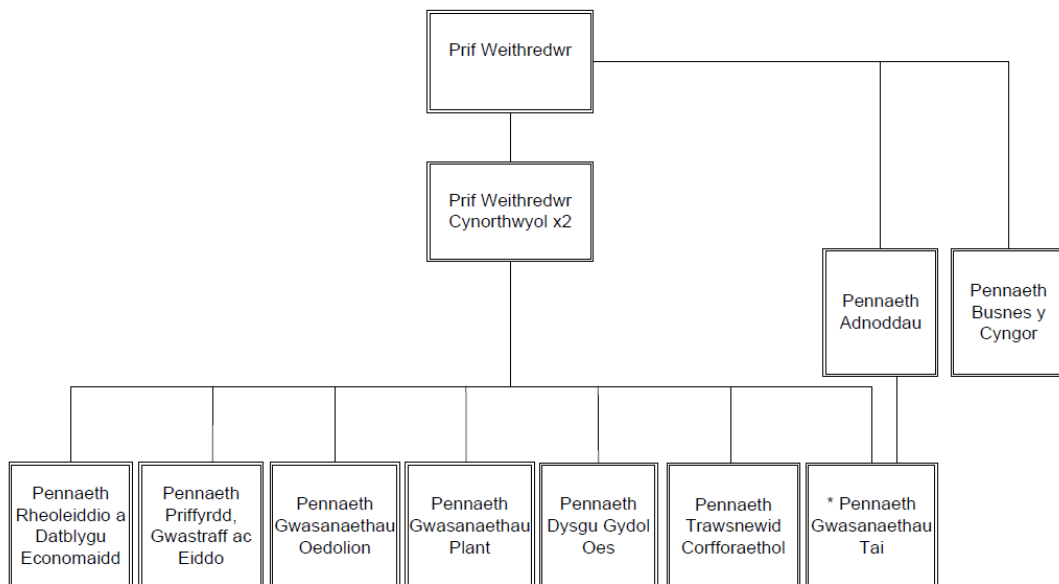 Prif Weithredwr
Prif Weithredwr
Cynorthwyol x2
Pennaeth
Adnoddau
Pennaeth
Busnes y
Cyngor
Pennaeth
Rheoleiddio a
Datblygu
Economaidd
Pennaeth
Priffyrdd,
Gwastraff ac
Eiddo
Pennaeth
Gwasanaethau
Oedolion
Pennaeth
Gwasanaethau
Plant
Pennaeth
Dysgu Gydol
Oes
Pennaeth
Trawsnewid
Corfforaethol
* Pennaeth
Gwasanaethau
Tai